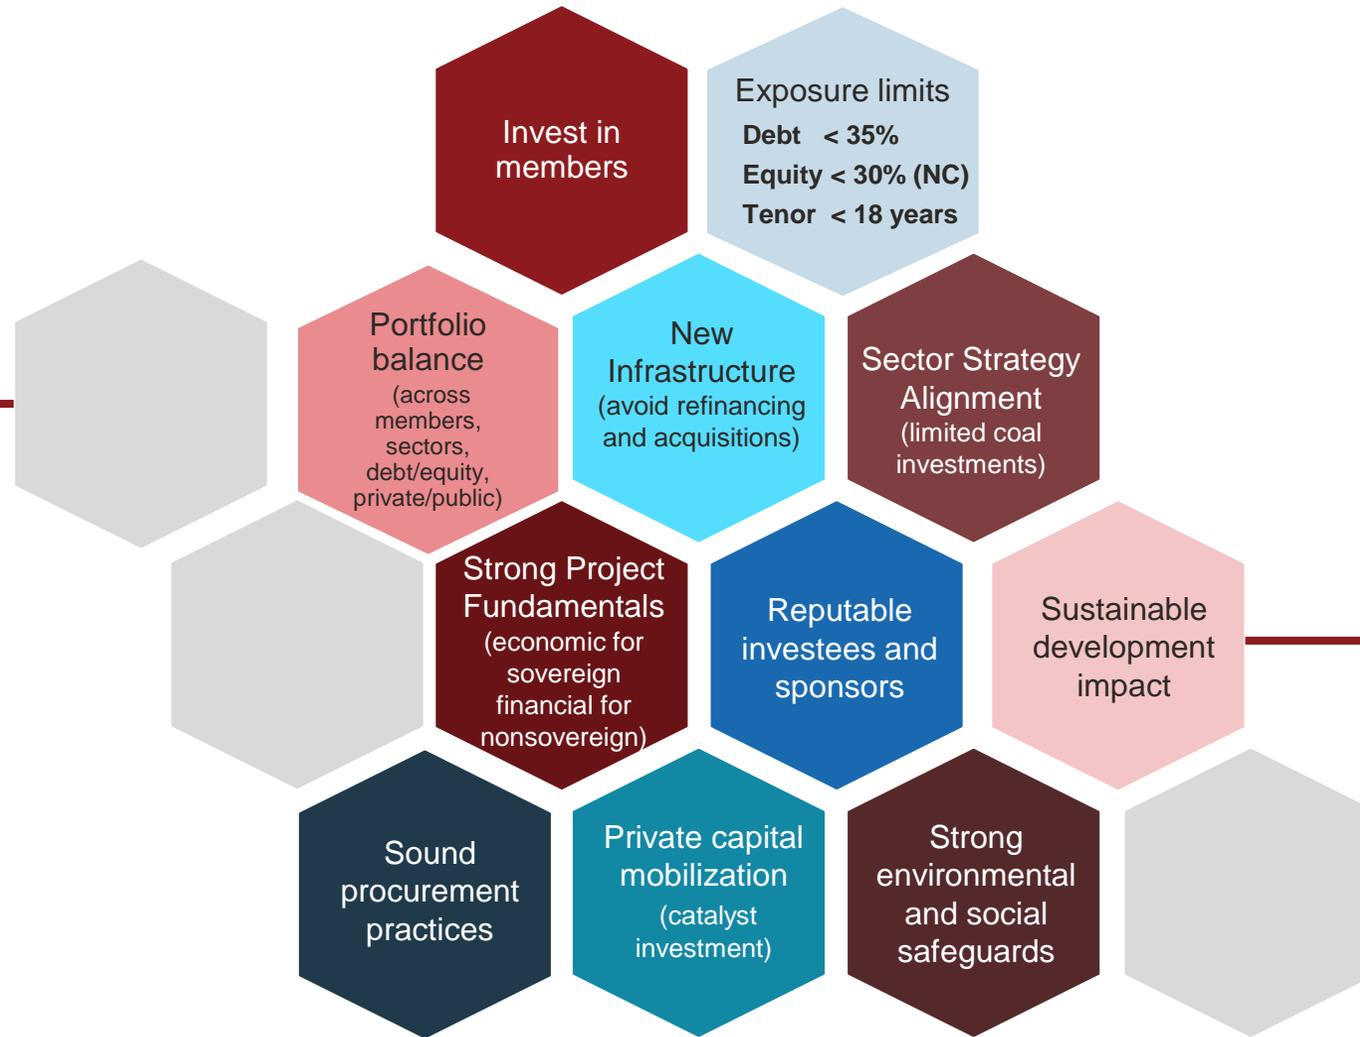 Invest in
members
Exposure limits
Debt < 35%
Equity < 30% (NC)
Tenor < 18 years
Portfolio
balance
(across
members,
sectors,
debt/equity,
private/public)
New
Infrastructure
(avoid refinancing
and acquisitions)
Sector Strategy
Alignment
(limited coal
investments)
Strong Project
Fundamentals
(economic for
sovereign
financial for
nonsovereign)
Reputable
investees and
sponsors
Sustainable
development
impact
Sound
procurement
practices
Private capital
mobilization
(catalyst
investment)
Strong
environmental
and social
safeguards